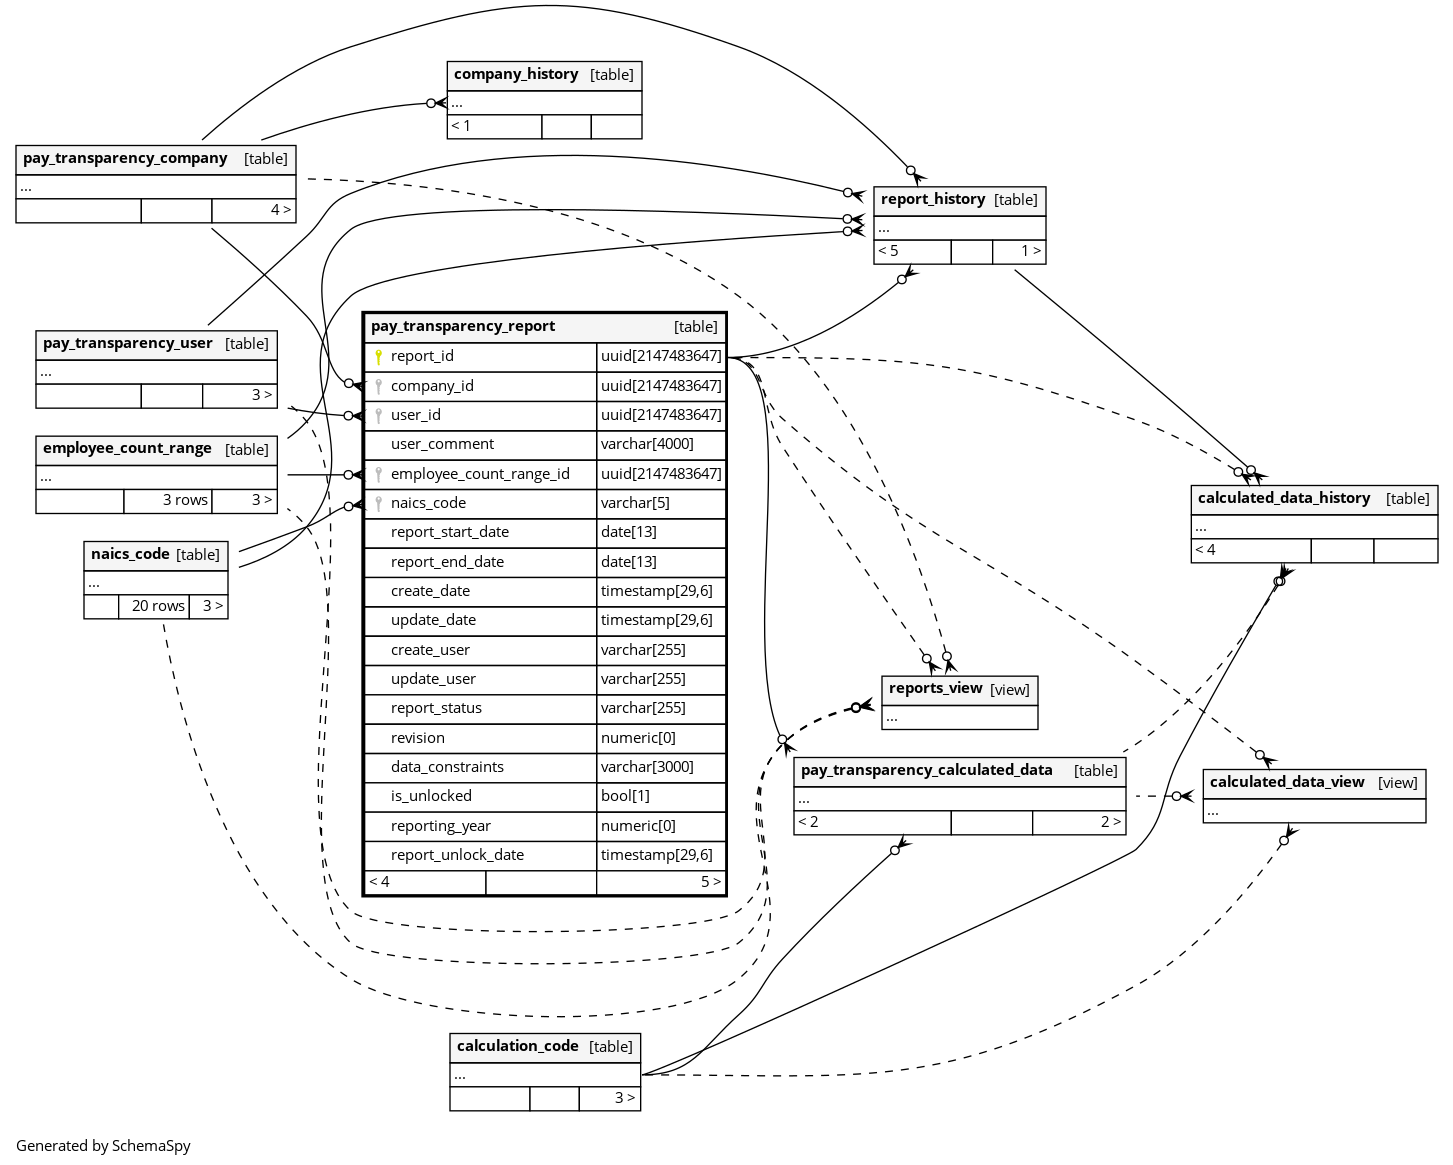 company_history [table]
...
< 1
pay_transparency_company [table]
...
4 >
report_history [table]
...
< 5 1 >
pay_transparency_user [table]
...
3 >
employee_count_range [table]
...
3 rows 3 >
naics_code [table]
...
20 rows 3 >
pay_transparency_report [table]
report_id uuid[2147483647]
company_id uuid[2147483647]
user_id uuid[2147483647]
user_comment varchar[4000]
employee_count_range_id uuid[2147483647]
naics_code varchar[5]
report_start_date date[13]
report_end_date date[13]
create_date timestamp[29,6]
update_date timestamp[29,6]
create_user varchar[255]
update_user varchar[255]
report_status varchar[255]
revision numeric[0]
data_constraints varchar[3000]
is_unlocked bool[1]
reporting_year numeric[0]
report_unlock_date timestamp[29,6]
< 4 5 >
calculated_data_history [table]
...
< 4
reports_view [view]
...
pay_transparency_calculated_data [table]
...
< 2 2 >
calculated_data_view [view]
...
calculation_code [table]
...
3 >
Generated by SchemaSpy